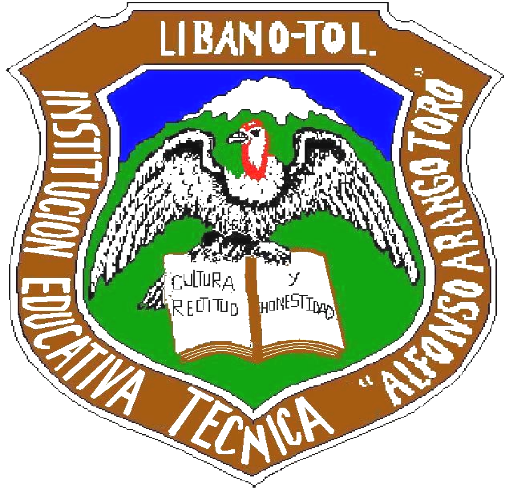 LIBANO-TOL.
INSTITUCION EDUCATIVA TECNICA "ALFONSO ARANGO TORO"
CULTURA
RECTITUD
Y
HONESTIDAD